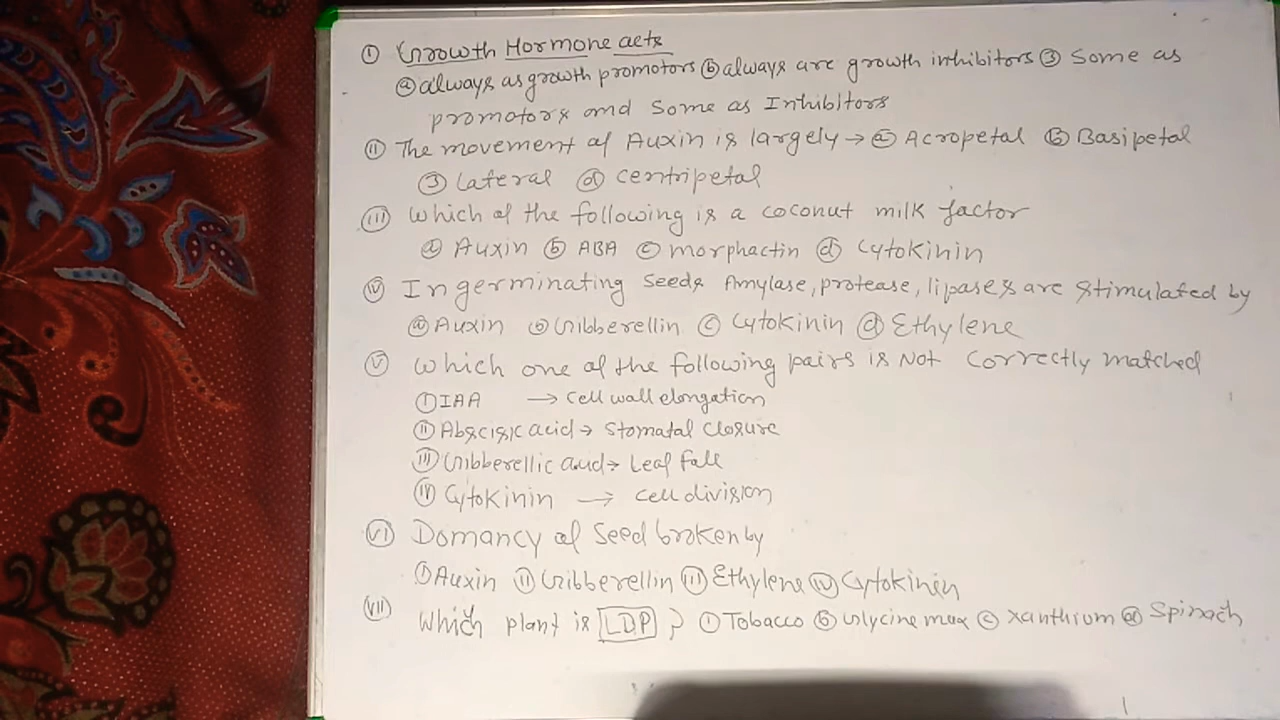 ① Growth Hormone acts
ⓐ always as growth promotors ⓑ always are growth inhibitors ③ Some as
promotors and Some as Inhibitors
ⓘⓘ The movement of Auxin is largely → ⓐ Acropetal ⓑ Basipetal
③ Lateral ⓓ centripetal
ⓘⓘⓘ Which of the following is a coconut milk factor
ⓐ Auxin ⓑ ABA ⓒ morphactin ⓓ Cytokinin
ⓘⓥ In germinating seeds Amylase, protease, lipases are stimulated by
ⓐ Auxin ⓑ Gibberellin ⓒ Cytokinin ⓓ Ethylene
ⓥ Which one of the following pairs is Not Correctly matched
ⓘ IAA → Cell wall elongation
ⓘⓘ Abscisic acid → Stomatal closure
ⓘⓘⓘ Gibberellic acid → Leaf fall
ⓘⓥ Cytokinin → cell division
ⓥⓘ Domancy of Seed broken by
ⓘ Auxin ⓘⓘ Gibberellin ⓘⓘⓘ Ethylene ⓘⓥ Cytokinin
ⓥⓘⓘ Which plant is LDP ? ① Tobacco ⓑ Glycine max ⓒ Xanthium ⓓ Spinach